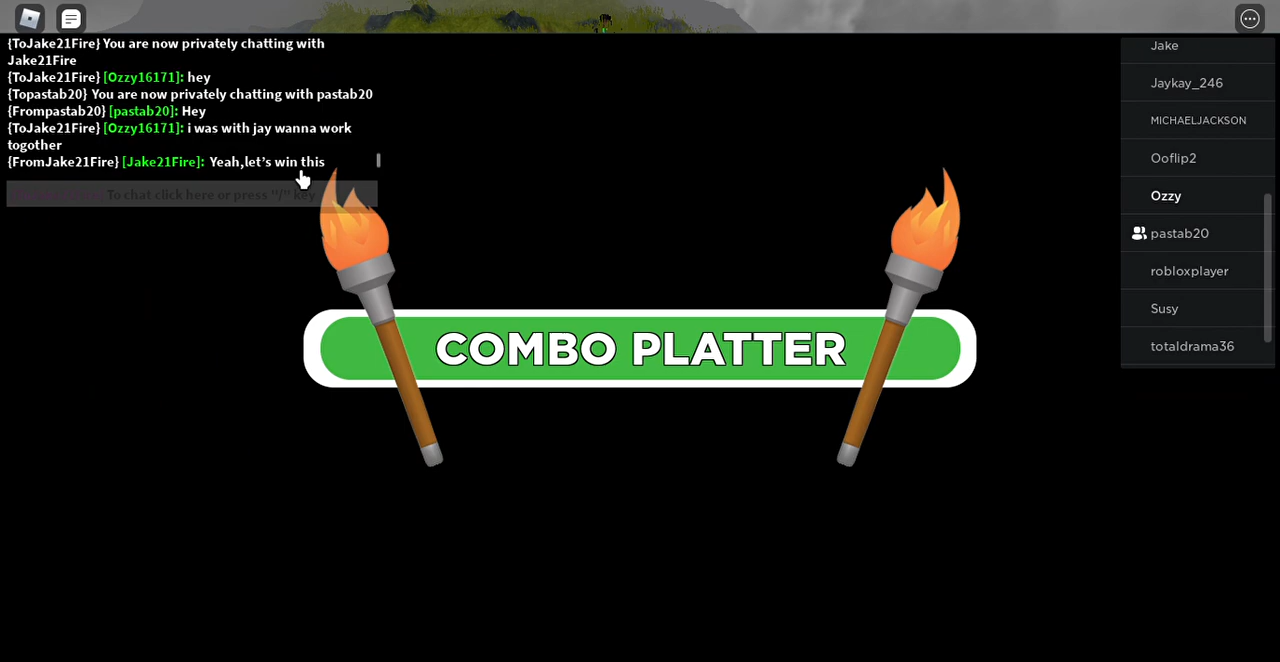 {ToJake21Fire} You are now privately chatting with
Jake21Fire
{ToJake21Fire} [Ozzy16171]: hey
{Topastab20} You are now privately chatting with pastab20
{Frompastab20} [pastab20]: Hey
{ToJake21Fire} [Ozzy16171]: i was with jay wanna work
togother
{FromJake21Fire} [Jake21Fire]: Yeah,let's win this
To chat click here or press "/" key
COMBO PLATTER
Jake
Jaykay_246
MICHAELJACKSON
Ooflip2
Ozzy
pastab20
robloxplayer
Susy
totaldrama36